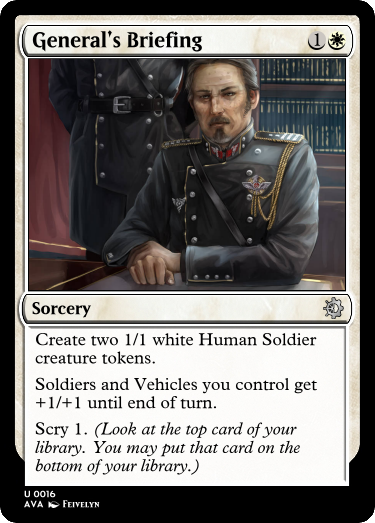 General's Briefing 1
Sorcery
Create two 1/1 white Human Soldier
creature tokens.
Soldiers and Vehicles you control get
+1/+1 until end of turn.
Scry 1. (Look at the top card of your
library. You may put that card on the
bottom of your library.)
U 0016
AVA Feivelyn